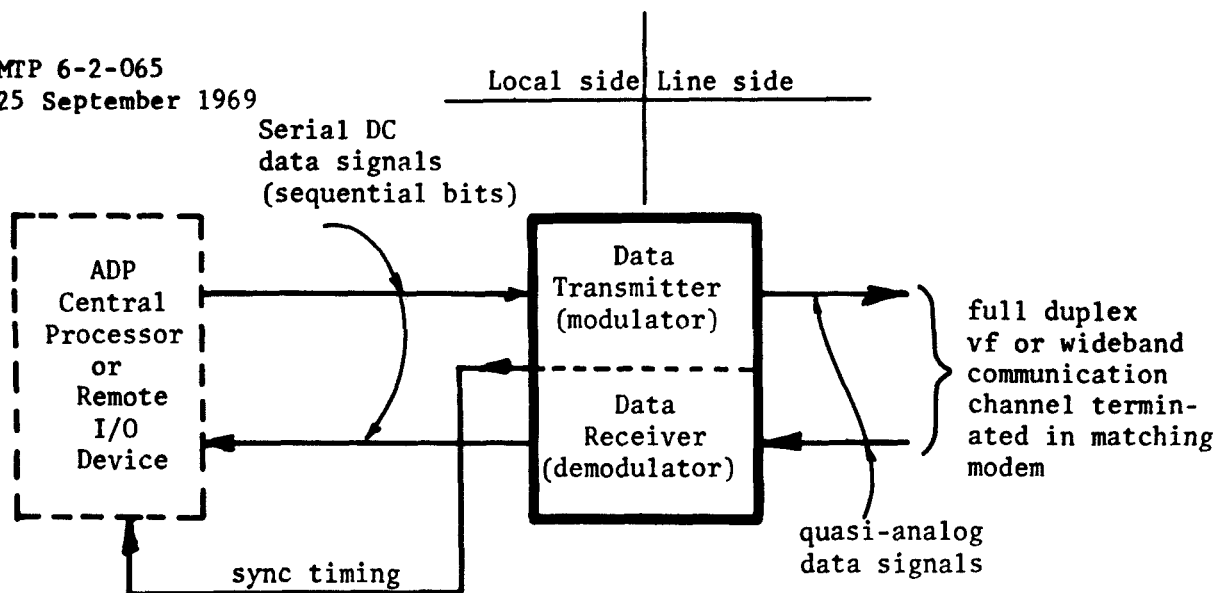 MTP 6-2-065
25 September 1969
Local side Line side
Serial DC
data signals
(sequential bits)
ADP
Central
Processor
or
Remote
I/O
Device
Data
Transmitter
(modulator)
Data
Receiver
(demodulator)
full duplex
vf or wideband
communication
channel termin-
ated in matching
modem
quasi-analog
data signals
sync timing